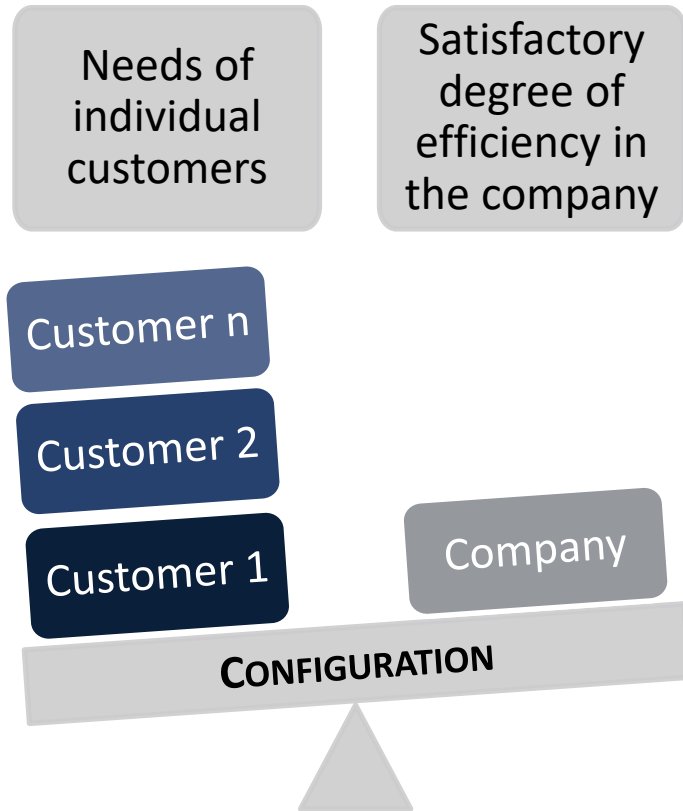 Needs of
individual
customers
Satisfactory
degree of
efficiency in
the company
Customer n
Customer 2
Customer 1
Company
CONFIGURATION